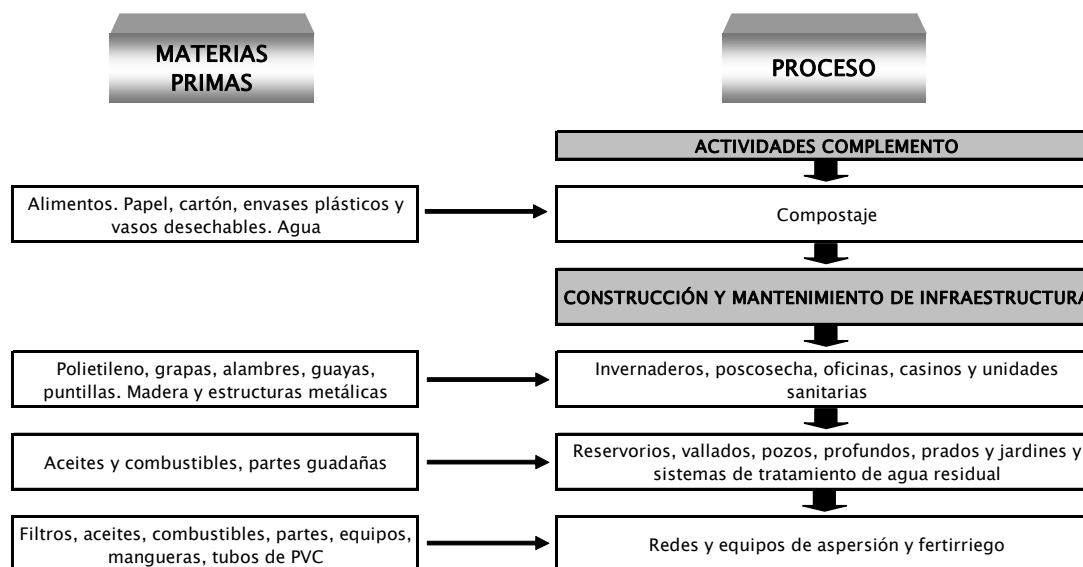 MATERIAS
PRIMAS
PROCESO
ACTIVIDADES COMPLEMENTO
Alimentos. Papel, cartón, envases plásticos y
vasos desechables. Agua
Compostaje
CONSTRUCCIÓN Y MANTENIMIENTO DE INFRAESTRUCTURA
Polietileno, grapas, alambres, guayas,
puntillas. Madera y estructuras metálicas
Invernaderos, poscosecha, oficinas, casinos y unidades
sanitarias
Aceites y combustibles, partes guadañas
Reservorios, vallados, pozos, profundos, prados y jardines y
sistemas de tratamiento de agua residual
Filtros, aceites, combustibles, partes, equipos,
mangueras, tubos de PVC
Redes y equipos de aspersión y fertirriego